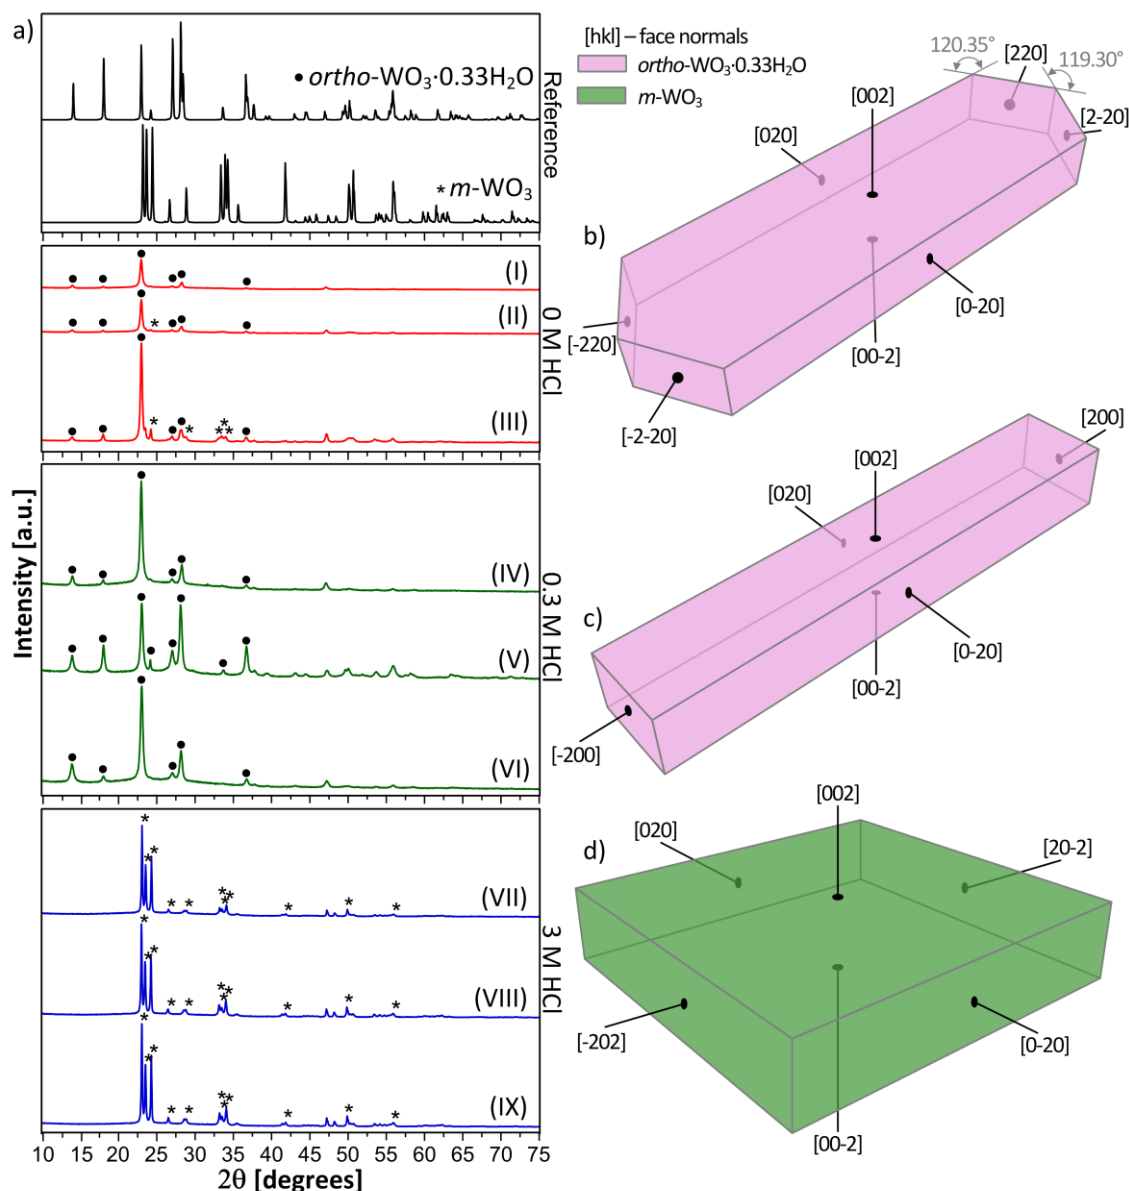 a)
● ortho-WO₃·0.33H₂O
* m-WO₃
Reference
(I)
(II)
(III)
0 M HCl
(IV)
(V)
(VI)
0.3 M HCl
(VII)
(VIII)
(IX)
3 M HCl
Intensity [a.u.]
10 15 20 25 30 35 40 45 50 55 60 65 70 75
2θ [degrees]
[hkl] – face normals
ortho-WO₃·0.33H₂O
m-WO₃
120.35°
[220]
119.30°
[002]
[2-20]
[020]
b)
[0-20]
[-220]
[00-2]
[-2-20]
[200]
[002]
[020]
c)
[0-20]
[00-2]
[-200]
[002]
[020]
d)
[20-2]
[-202]
[0-20]
[00-2]